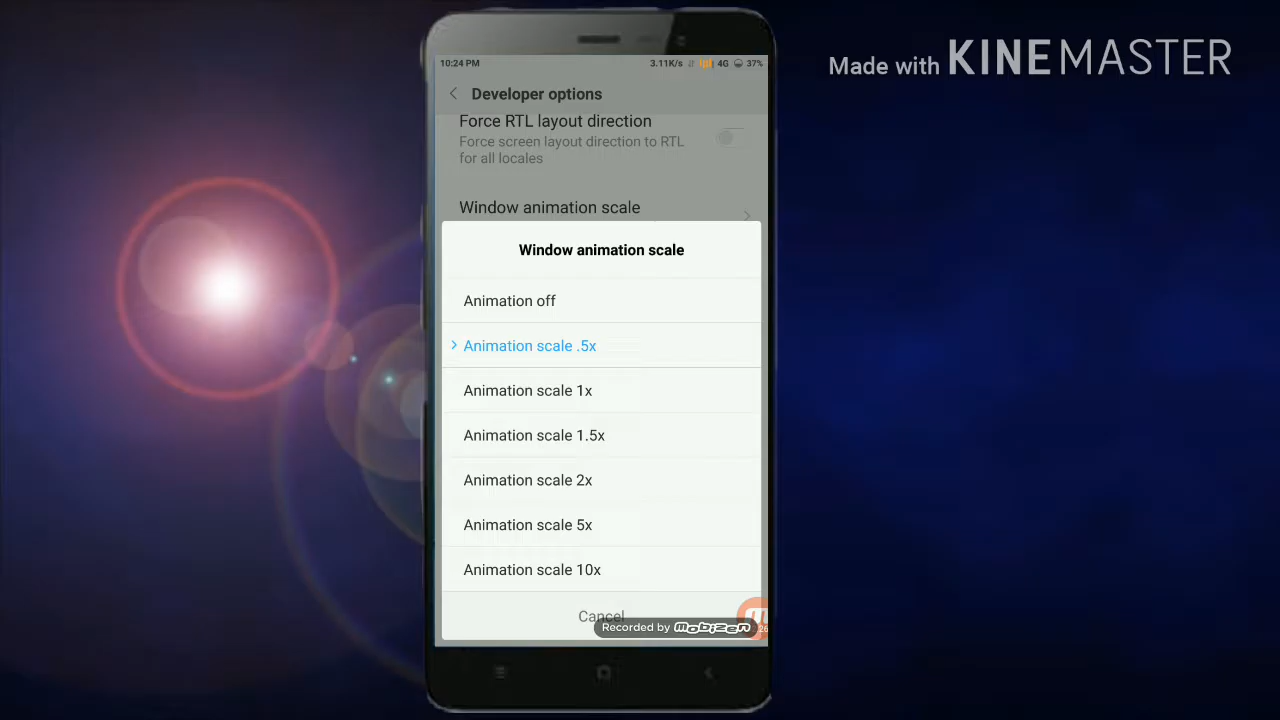 Made with KINEMASTER
10:24 PM 3.11K/s 4G 37%
Developer options
Force RTL layout direction
Force screen layout direction to RTL
for all locales
Window animation scale
Window animation scale
Animation off
Animation scale .5x
Animation scale 1x
Animation scale 1.5x
Animation scale 2x
Animation scale 5x
Animation scale 10x
Cancel
Recorded by mobizen